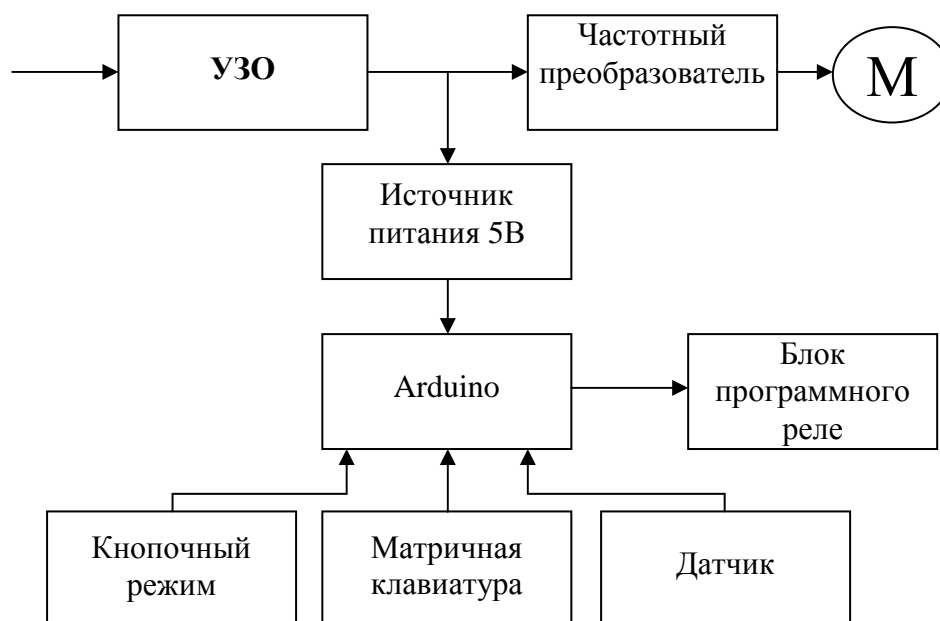 УЗО
Частотный
преобразователь
М
Источник
питания 5В
Arduino
Блок
программного
реле
Кнопочный
режим
Матричная
клавиатура
Датчик